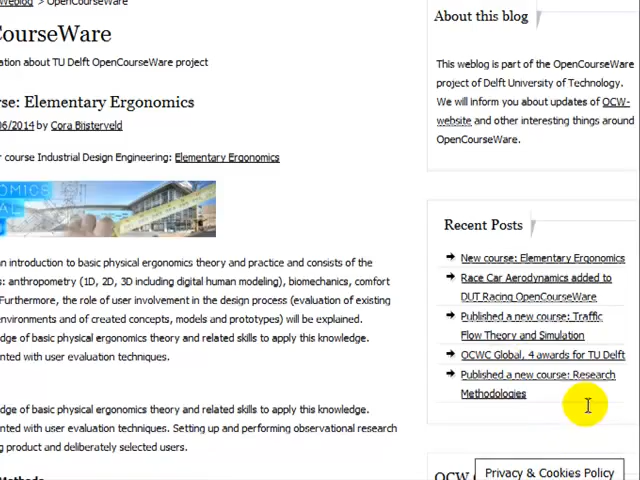 Weblog > OpenCourseWare
CourseWare
ation about TU Delft OpenCourseWare project
rse: Elementary Ergonomics
06/2014 by Cora Bijsterveld
r course Industrial Design Engineering: Elementary Ergonomics
OMICS
AL
n introduction to basic physical ergonomics theory and practice and consists of the
s: anthropometry (1D, 2D, 3D including digital human modeling), biomechanics, comfort
Furthermore, the role of user involvement in the design process (evaluation of existing
nvironments and of created concepts, models and prototypes) will be explained.
dge of basic physical ergonomics theory and related skills to apply this knowledge.
nted with user evaluation techniques.
dge of basic physical ergonomics theory and related skills to apply this knowledge.
nted with user evaluation techniques. Setting up and performing observational research
ng product and deliberately selected users.
About this blog
This weblog is part of the OpenCourseWare
project of Delft University of Technology.
We will inform you about updates of OCW-
website and other interesting things around
OpenCourseWare.
Recent Posts
New course: Elementary Ergonomics
Race Car Aerodynamics added to
DUT Racing OpenCourseWare
Published a new course: Traffic
Flow Theory and Simulation
OCWC Global, 4 awards for TU Delft
Published a new course: Research
Methodologies
OCW
Privacy & Cookies Policy